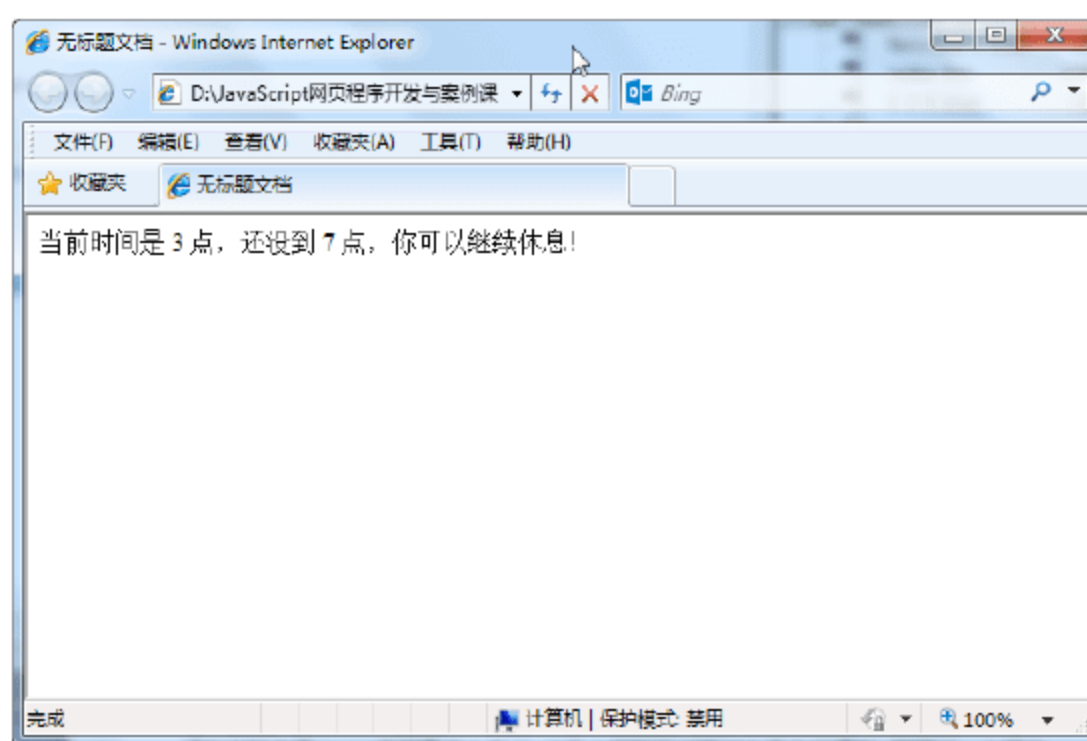 无标题文档 - Windows Internet Explorer
D:\JavaScript网页程序开发与案例课
Bing
文件(F) 编辑(E) 查看(V) 收藏夹(A) 工具(T) 帮助(H)
收藏夹 无标题文档
当前时间是 3 点，还没到 7 点，你可以继续休息！
完成 计算机 | 保护模式: 禁用 100%